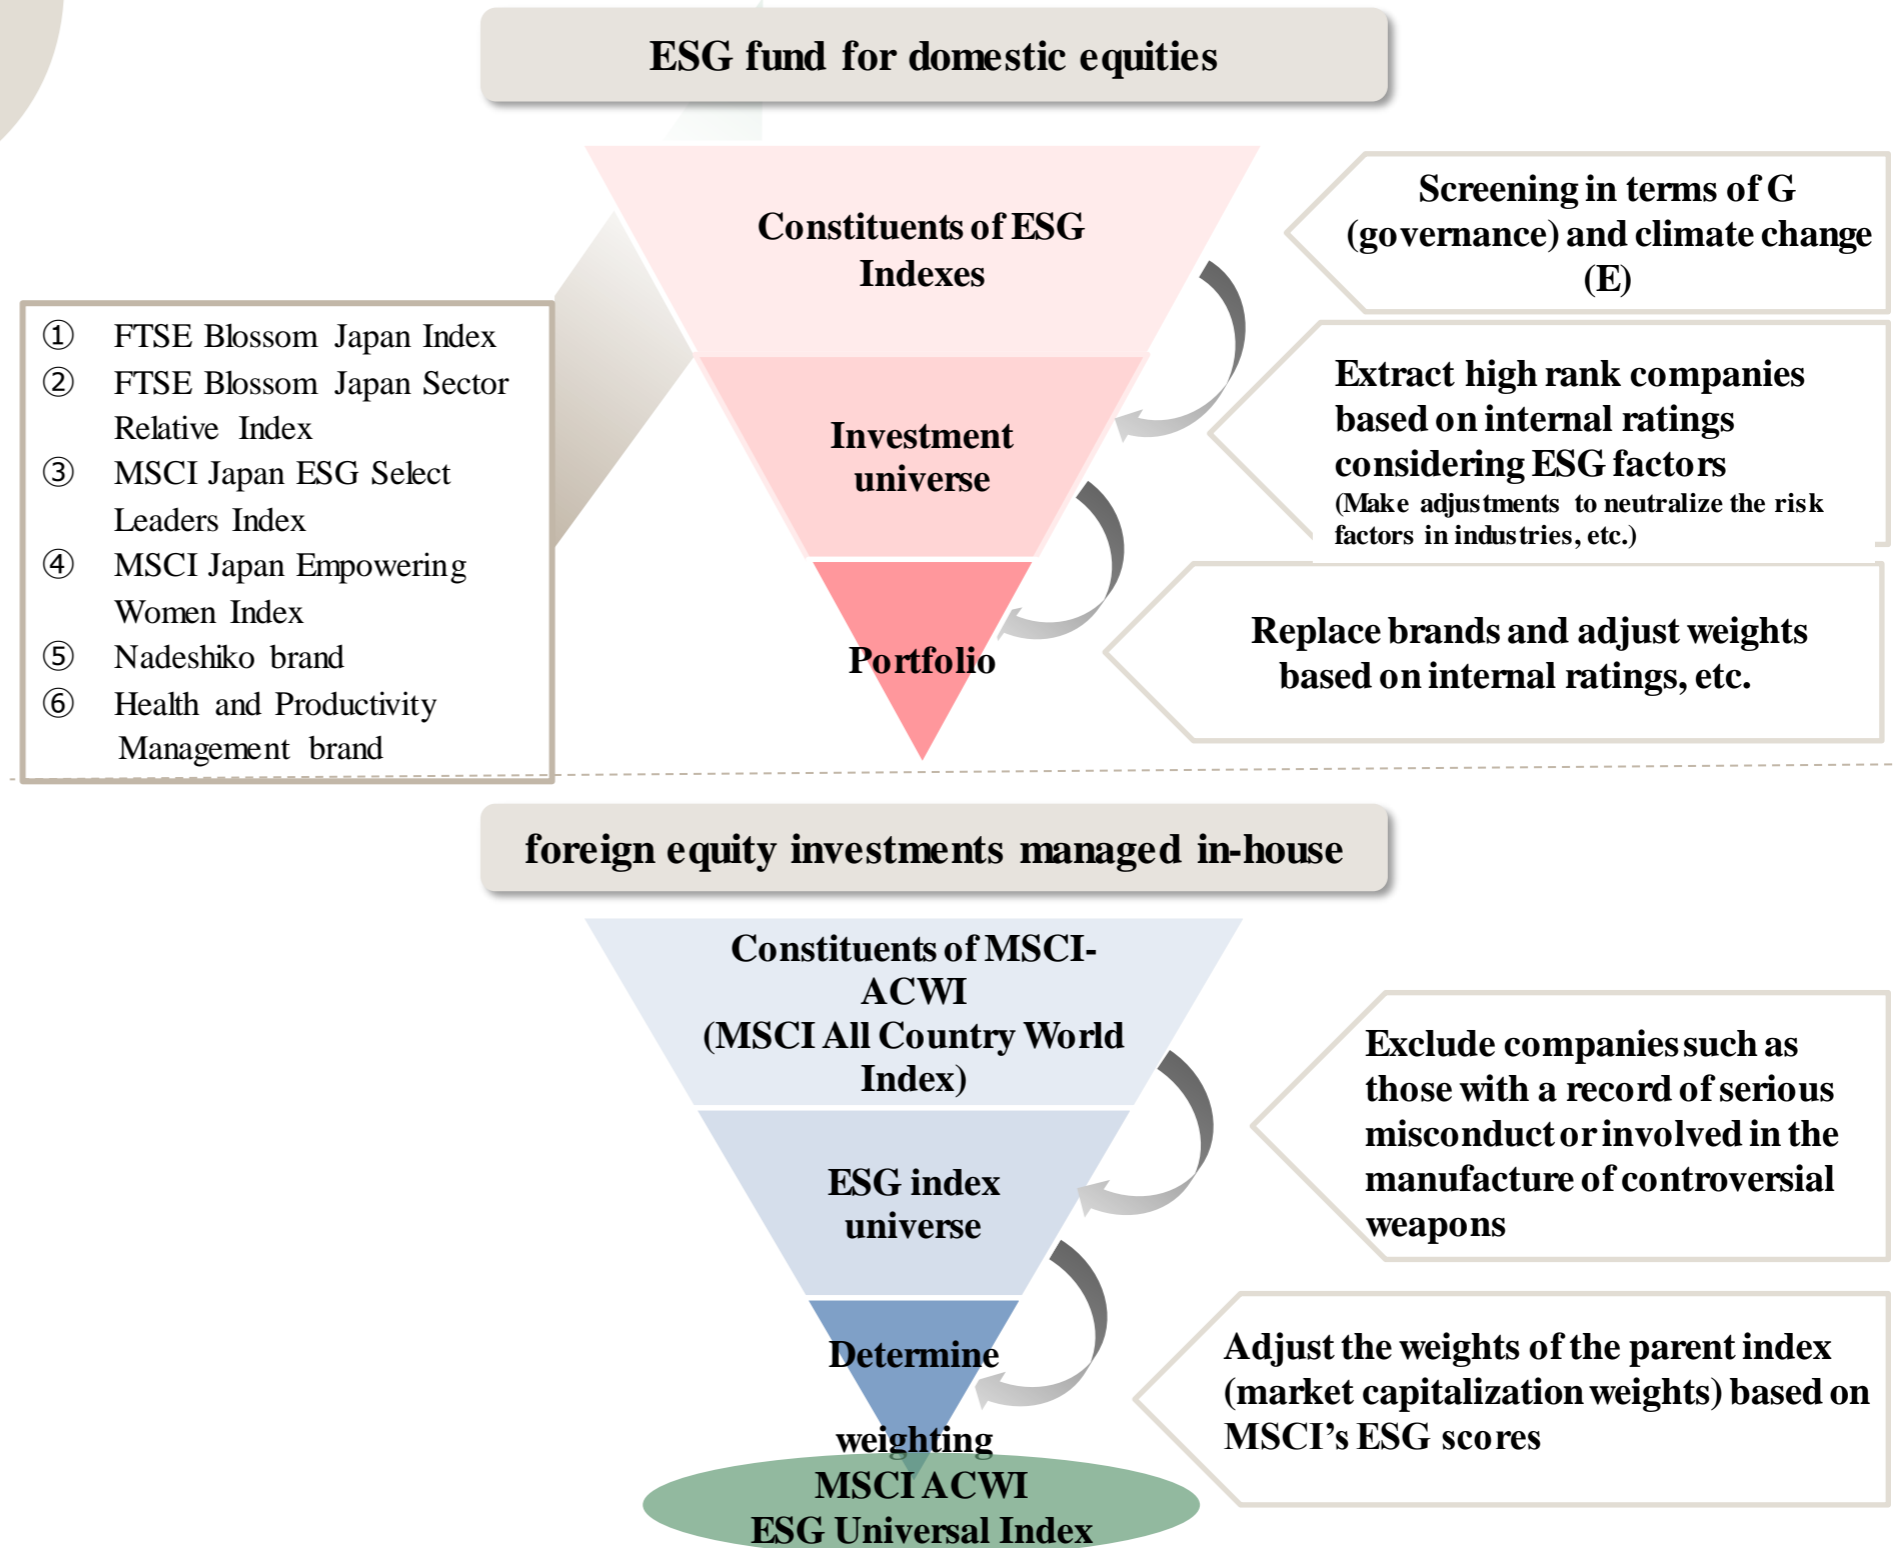 ESG fund for domestic equities
Constituents of ESG
Indexes
Screening in terms of G
(governance) and climate change
(E)
① FTSE Blossom Japan Index
② FTSE Blossom Japan Sector
Relative Index
③ MSCI Japan ESG Select
Leaders Index
④ MSCI Japan Empowering
Women Index
⑤ Nadeshiko brand
⑥ Health and Productivity
Management brand
Investment
universe
Extract high rank companies
based on internal ratings
considering ESG factors
(Make adjustments to neutralize the risk
factors in industries, etc.)
Portfolio
Replace brands and adjust weights
based on internal ratings, etc.
foreign equity investments managed in-house
Constituents of MSCI-
ACWI
(MSCI All Country World
Index)
Exclude companies such as
those with a record of serious
misconduct or involved in the
manufacture of controversial
weapons
ESG index
universe
Determine
weighting
Adjust the weights of the parent index
(market capitalization weights) based on
MSCI’s ESG scores
MSCI ACWI
ESG Universal Index